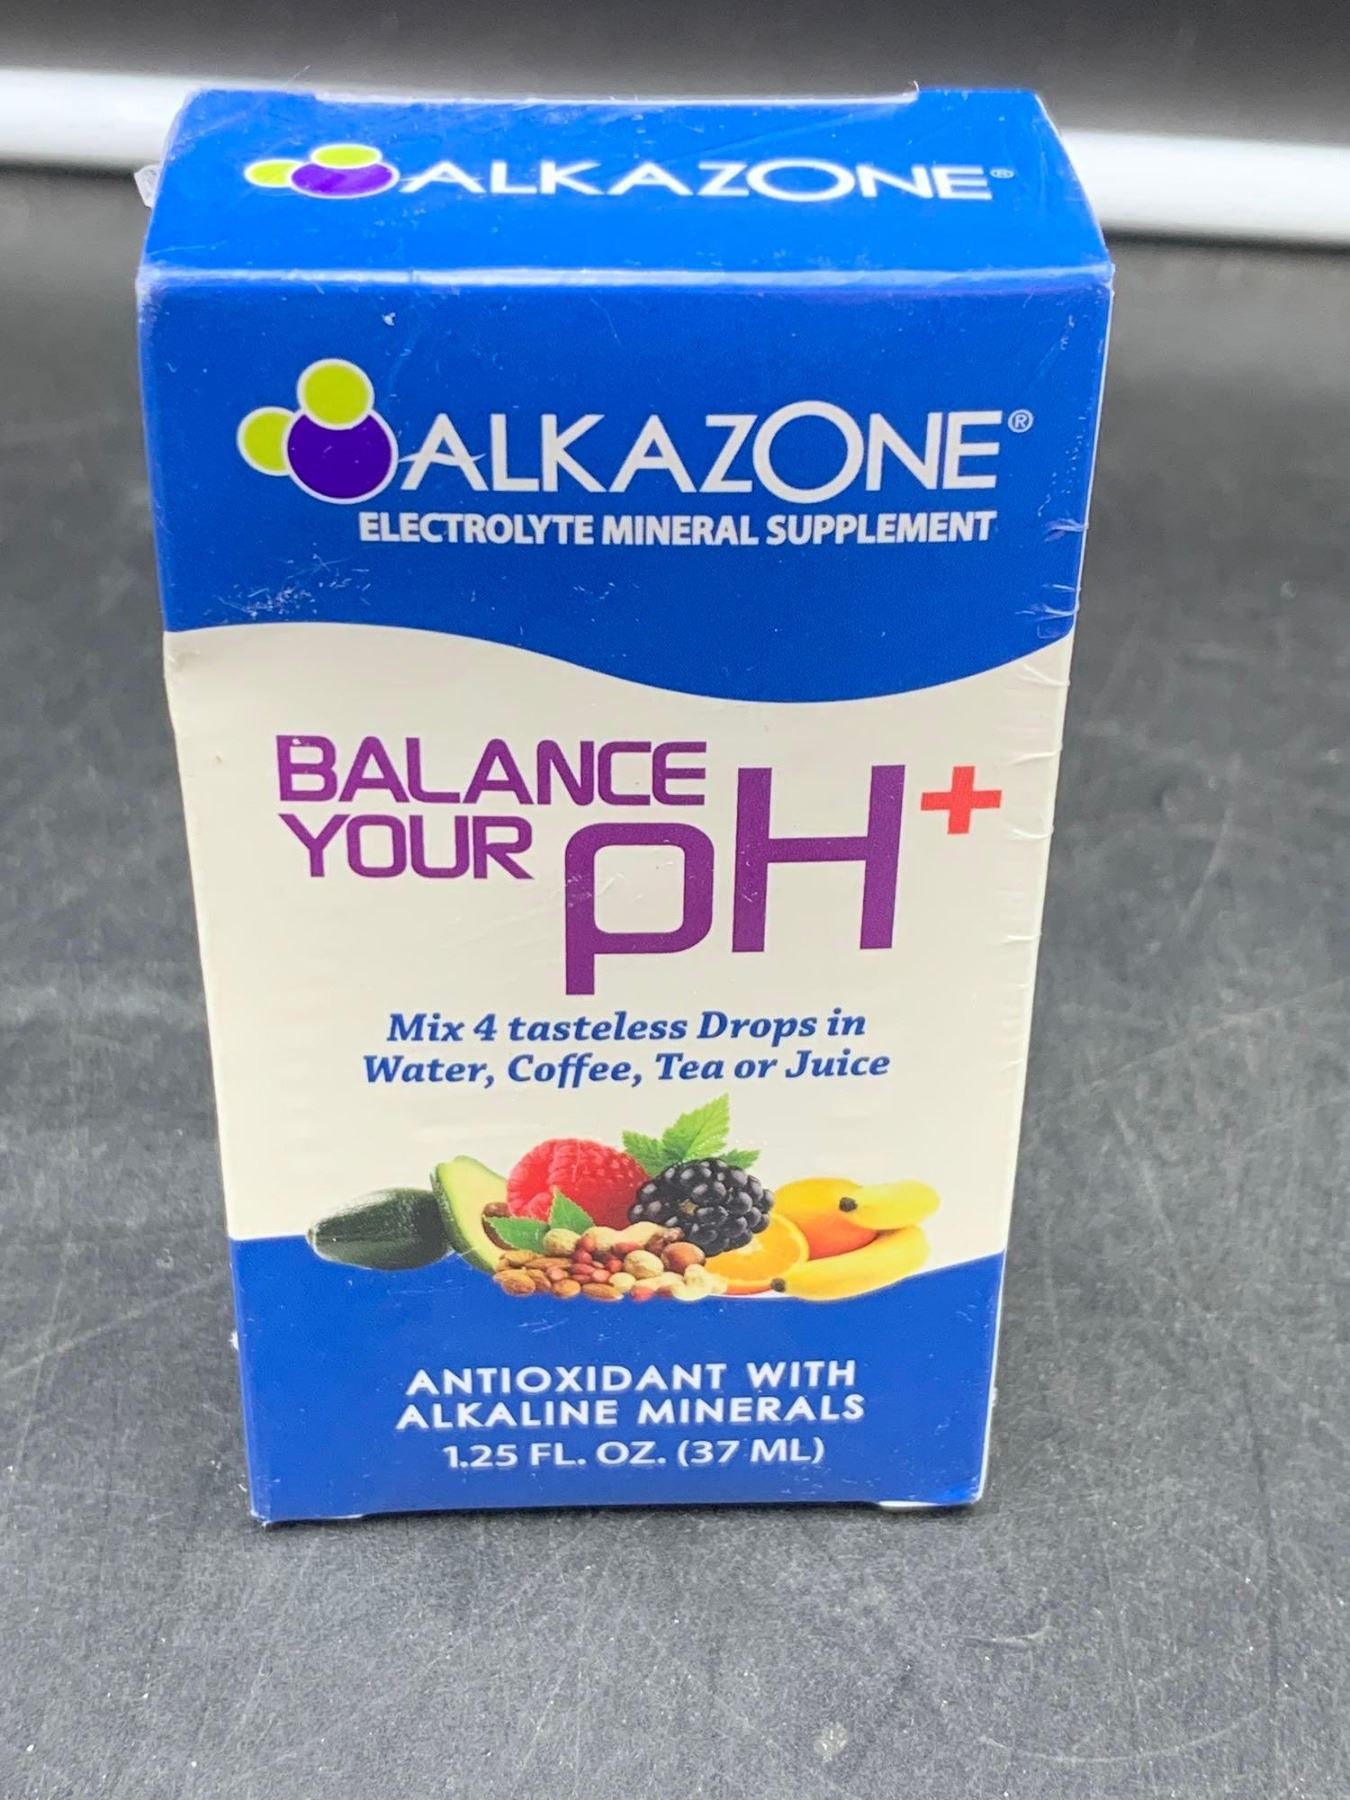 ALKAZONE®
ALKAZONE®
ELECTROLYTE MINERAL SUPPLEMENT
BALANCE
YOUR pH+
Mix 4 tasteless Drops in
Water, Coffee, Tea or Juice
ANTIOXIDANT WITH
ALKALINE MINERALS
1.25 FL. OZ. (37 ML)